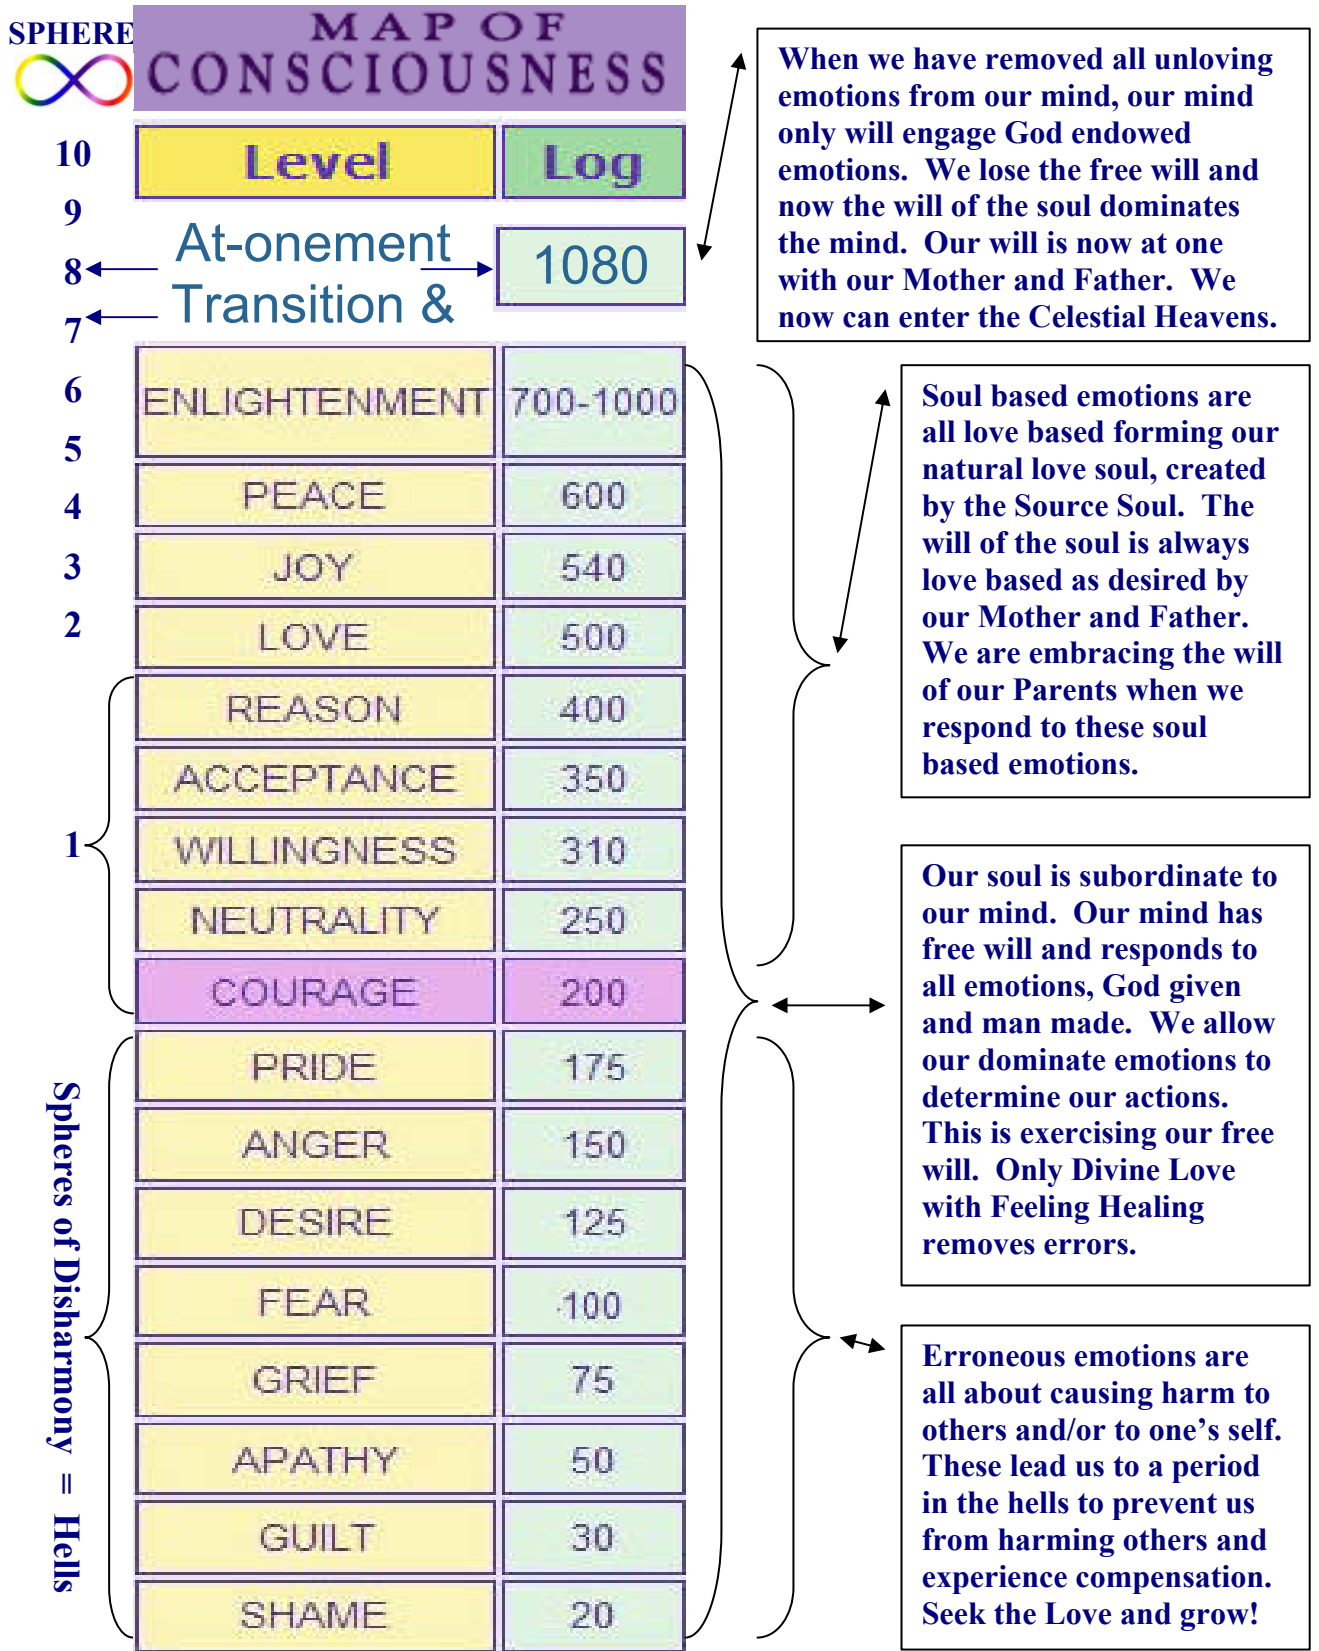 SPHERE
MAP OF
CONSCIOUSNESS
10
Level Log
9
At-onement
8
1080
Transition &
7
6
ENLIGHTENMENT 700-1000
5
4
PEACE 600
3
JOY 540
2
LOVE 500
REASON 400
ACCEPTANCE 350
1
WILLINGNESS 310
NEUTRALITY 250
COURAGE 200
Spheres of Disharmony = Hells
PRIDE 175
ANGER 150
DESIRE 125
FEAR 100
GRIEF 75
APATHY 50
GUILT 30
SHAME 20
When we have removed all unloving
emotions from our mind, our mind
only will engage God endowed
emotions. We lose the free will and
now the will of the soul dominates
the mind. Our will is now at one
with our Mother and Father. We
now can enter the Celestial Heavens.
Soul based emotions are
all love based forming our
natural love soul, created
by the Source Soul. The
will of the soul is always
love based as desired by
our Mother and Father.
We are embracing the will
of our Parents when we
respond to these soul
based emotions.
Our soul is subordinate to
our mind. Our mind has
free will and responds to
all emotions, God given
and man made. We allow
our dominate emotions to
determine our actions.
This is exercising our free
will. Only Divine Love
with Feeling Healing
removes errors.
Erroneous emotions are
all about causing harm to
others and/or to one’s self.
These lead us to a period
in the hells to prevent us
from harming others and
experience compensation.
Seek the Love and grow!